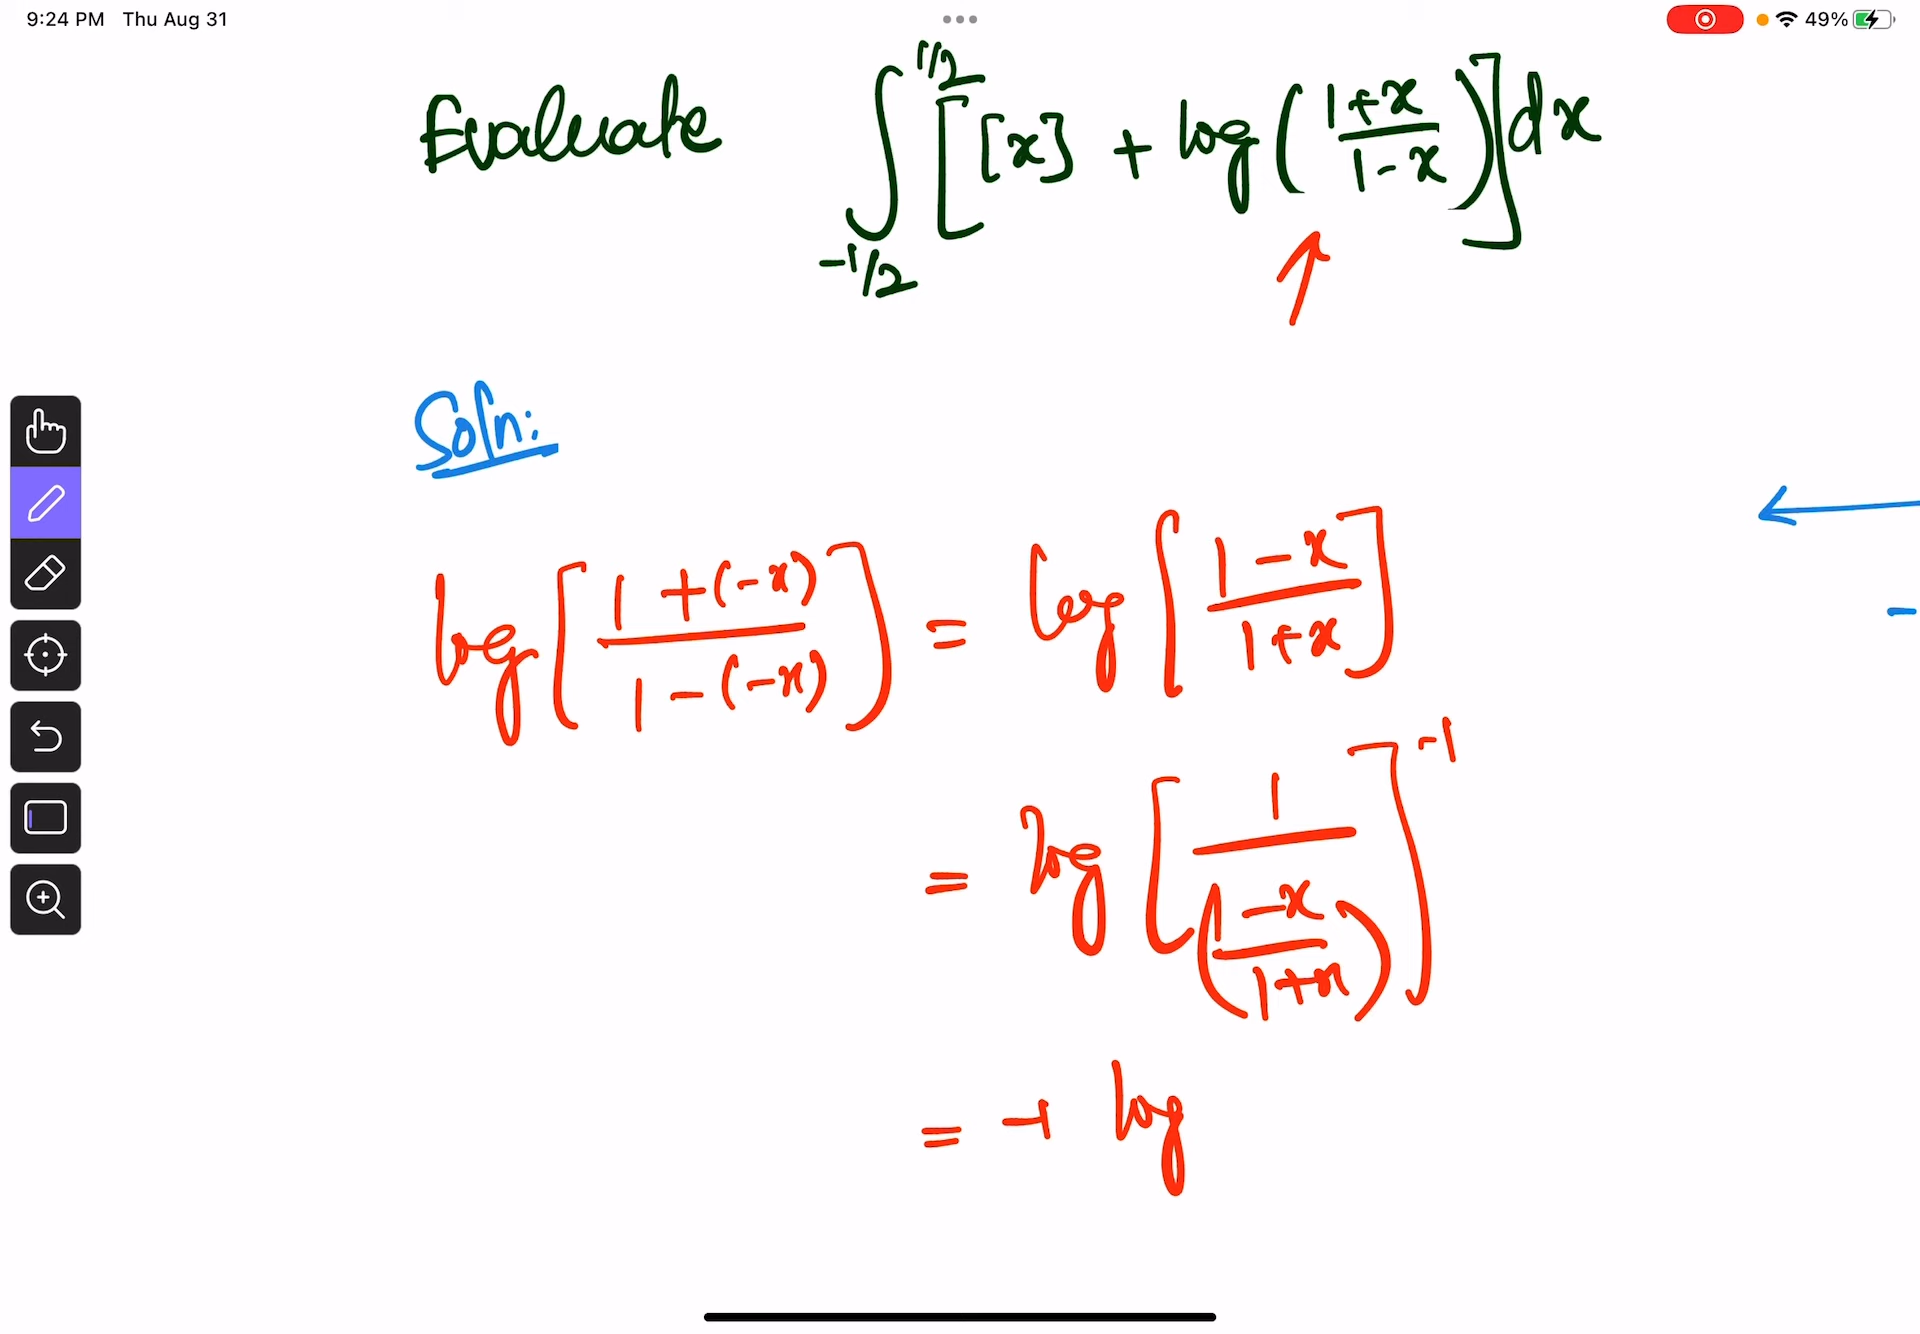 9:24 PM Thu Aug 31
49%
Evaluate ∫_{-1/2}^{1/2} [ [x] + log( (1+x)/(1-x) ) ] dx
Soln:
log[ (1+(-x))/(1-(-x)) ] = log[ (1-x)/(1+x) ]
= log[ 1/((1-x)/(1+x)) ]^{-1}
= -1 log